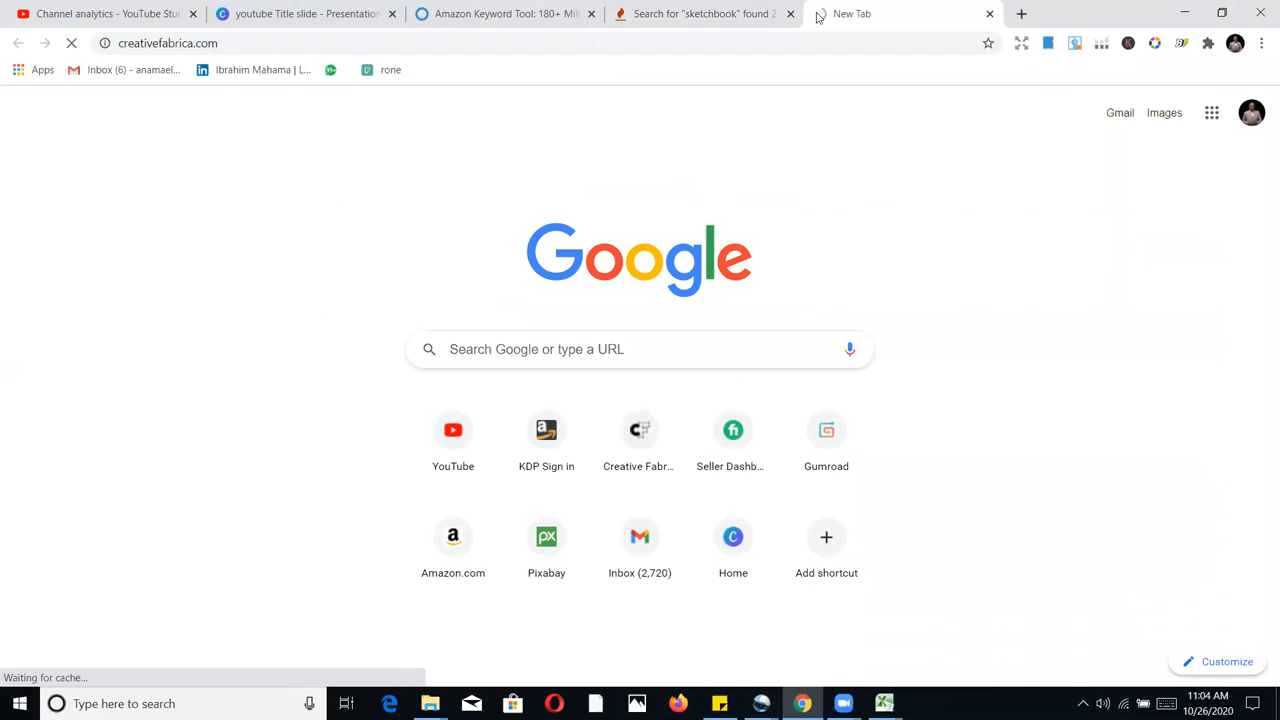 Channel analytics - YouTube Stu
youtube Title slide - Presentation
Amazon Keyword Tool: 180+ Mil
Search for "sketchbook" found 2
New Tab
creativefabrica.com
Apps
Inbox (6) - anamael...
Ibrahim Mahama | L...
99+
rone
Gmail
Images
Google
Search Google or type a URL
YouTube
KDP Sign in
Creative Fabr...
Seller Dashb...
Gumroad
Amazon.com
Pixabay
Inbox (2,720)
Home
Add shortcut
Customize
Waiting for cache...
Type here to search
11:04 AM
10/26/2020